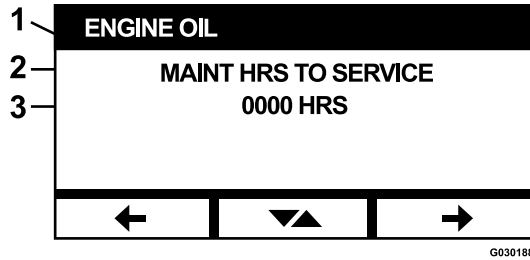 1
ENGINE OIL
2
MAINT HRS TO SERVICE
3
0000 HRS
G030188